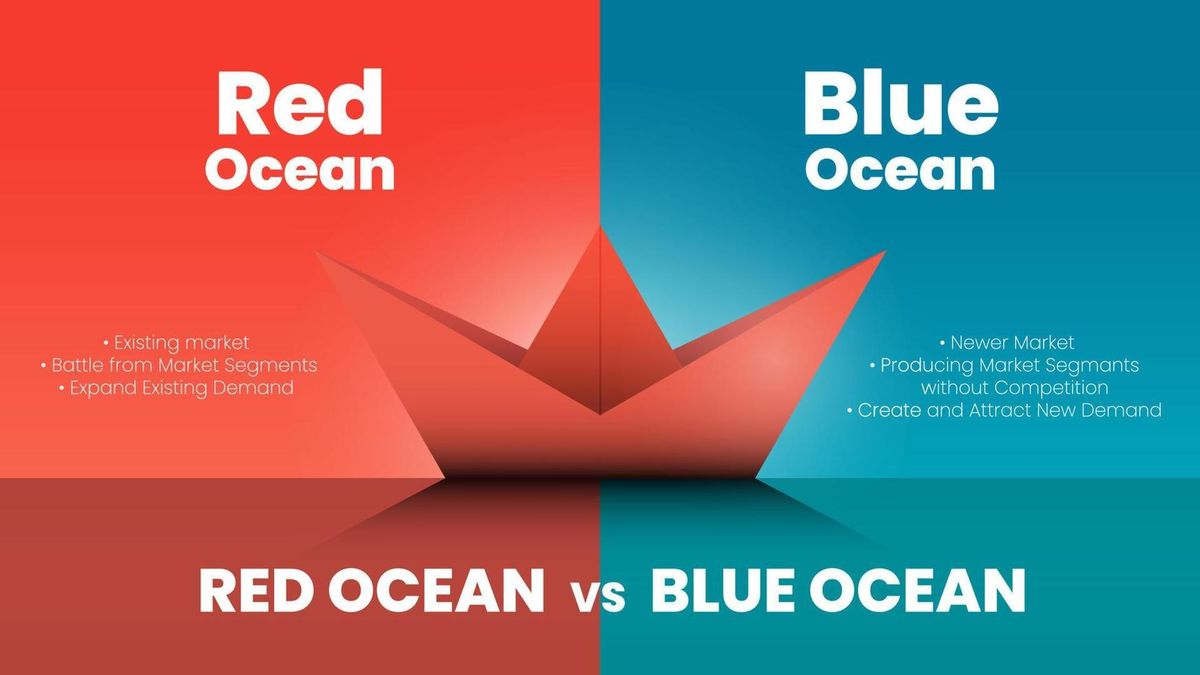 Red
Ocean
• Existing market
• Battle from Market Segments
• Expand Existing Demand
Blue
Ocean
• Newer Market
• Producing Market Segmants
without Competition
• Create and Attract New Demand
RED OCEAN vs BLUE OCEAN